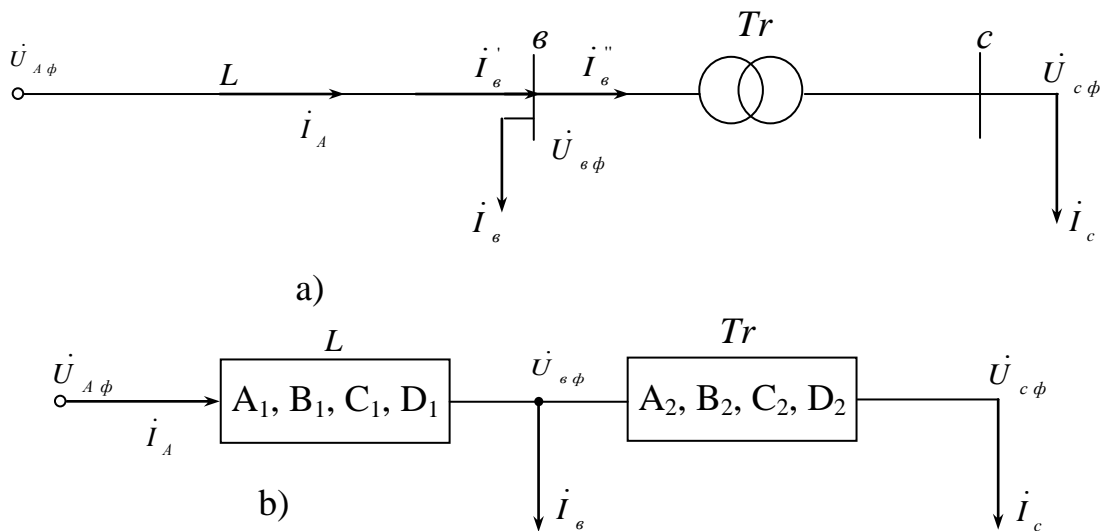 Tr
в
c
U̇ Aф
L
İ'в
İ''в
U̇ cф
İ A
U̇ вф
İ в
İ c
a)
L
Tr
U̇ Aф
U̇ вф
U̇ cф
A₁, B₁, C₁, D₁
A₂, B₂, C₂, D₂
İ A
b)
İ в
İ c